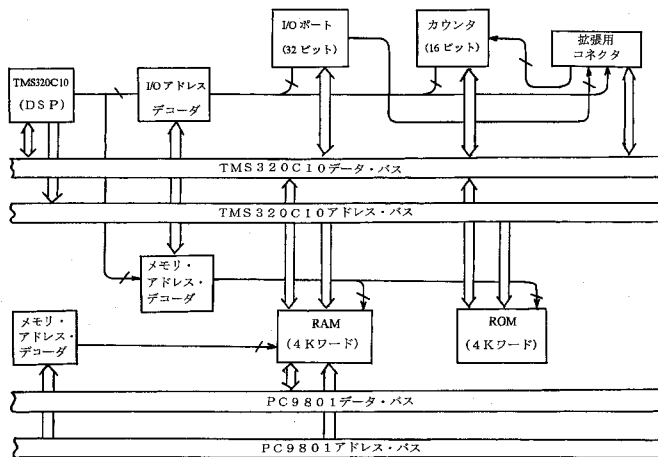 I/O ポート
(32 ビット)
カウンタ
(16 ビット)
拡張用
コネクタ
TMS320C10
(DSP)
I/O アドレス
デコーダ
TMS320C10データ・バス
TMS320C10アドレス・バス
メモリ・
アドレス・
デコーダ
メモリ・
アドレス・
デコーダ
RAM
(4Kワード)
ROM
(4Kワード)
PC9801データ・バス
PC9801アドレス・バス